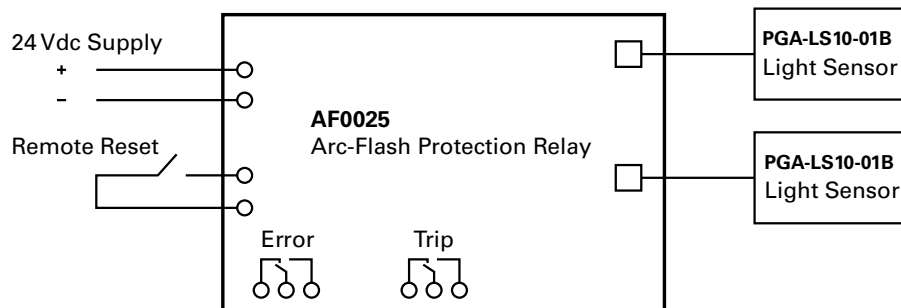 24 Vdc Supply
+
–
Remote Reset
AF0025
Arc-Flash Protection Relay
Error
Trip
PGA-LS10-01B
Light Sensor
PGA-LS10-01B
Light Sensor